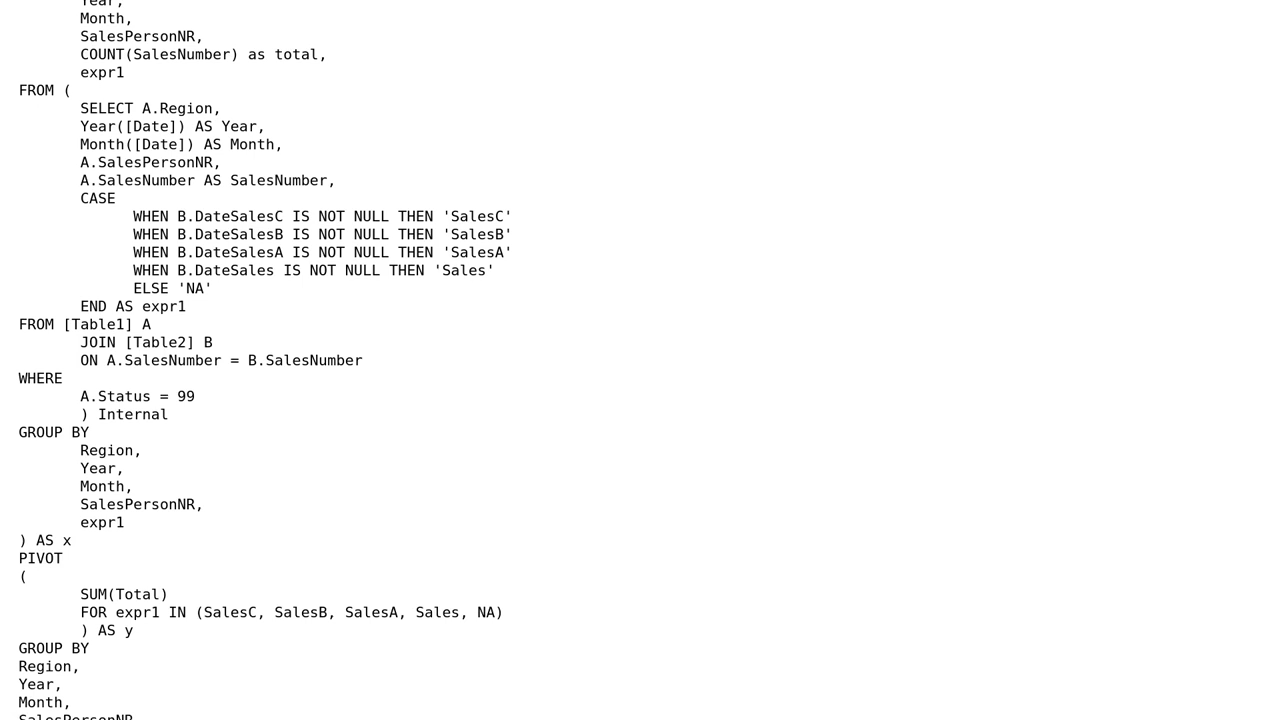 Year,
Month,
SalesPersonNR,
COUNT(SalesNumber) as total,
expr1
FROM (
SELECT A.Region,
Year([Date]) AS Year,
Month([Date]) AS Month,
A.SalesPersonNR,
A.SalesNumber AS SalesNumber,
CASE
WHEN B.DateSalesC IS NOT NULL THEN 'SalesC'
WHEN B.DateSalesB IS NOT NULL THEN 'SalesB'
WHEN B.DateSalesA IS NOT NULL THEN 'SalesA'
WHEN B.DateSales IS NOT NULL THEN 'Sales'
ELSE 'NA'
END AS expr1
FROM [Table1] A
JOIN [Table2] B
ON A.SalesNumber = B.SalesNumber
WHERE
A.Status = 99
) Internal
GROUP BY
Region,
Year,
Month,
SalesPersonNR,
expr1
) AS x
PIVOT
(
SUM(Total)
FOR expr1 IN (SalesC, SalesB, SalesA, Sales, NA)
) AS y
GROUP BY
Region,
Year,
Month,
SalesPersonNR